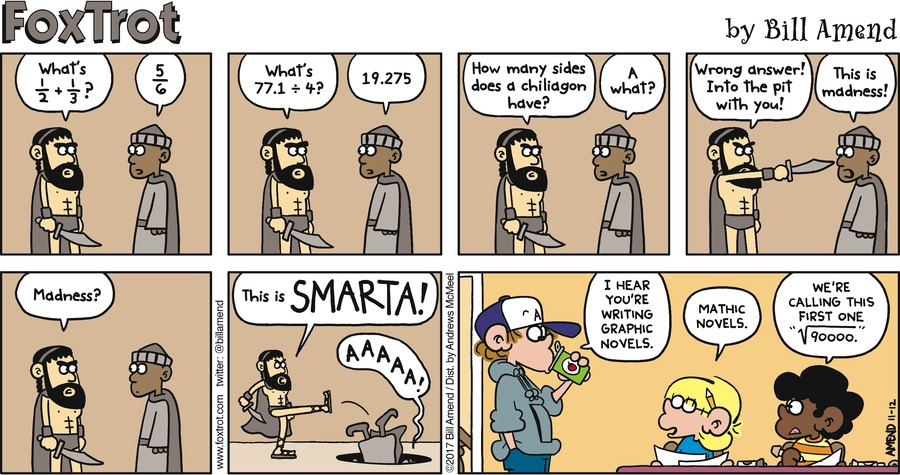 FOXTROT
by Bill Amend
What's
1/2 + 1/3?
5/6
What's
77.1 ÷ 4?
19.275
How many sides
does a chiliagon
have?
A
what?
Wrong answer!
Into the pit
with you!
This is
madness!
Madness?
www.foxtrot.com twitter: @billamend
This is SMARTA!
AAAAA
AA!
©2017 Bill Amend / Dist. by Andrews McMeel
A
I HEAR
YOU'RE
WRITING
GRAPHIC
NOVELS.
MATHIC
NOVELS.
WE'RE
CALLING THIS
FIRST ONE
"√90000."
AMEND 11-12